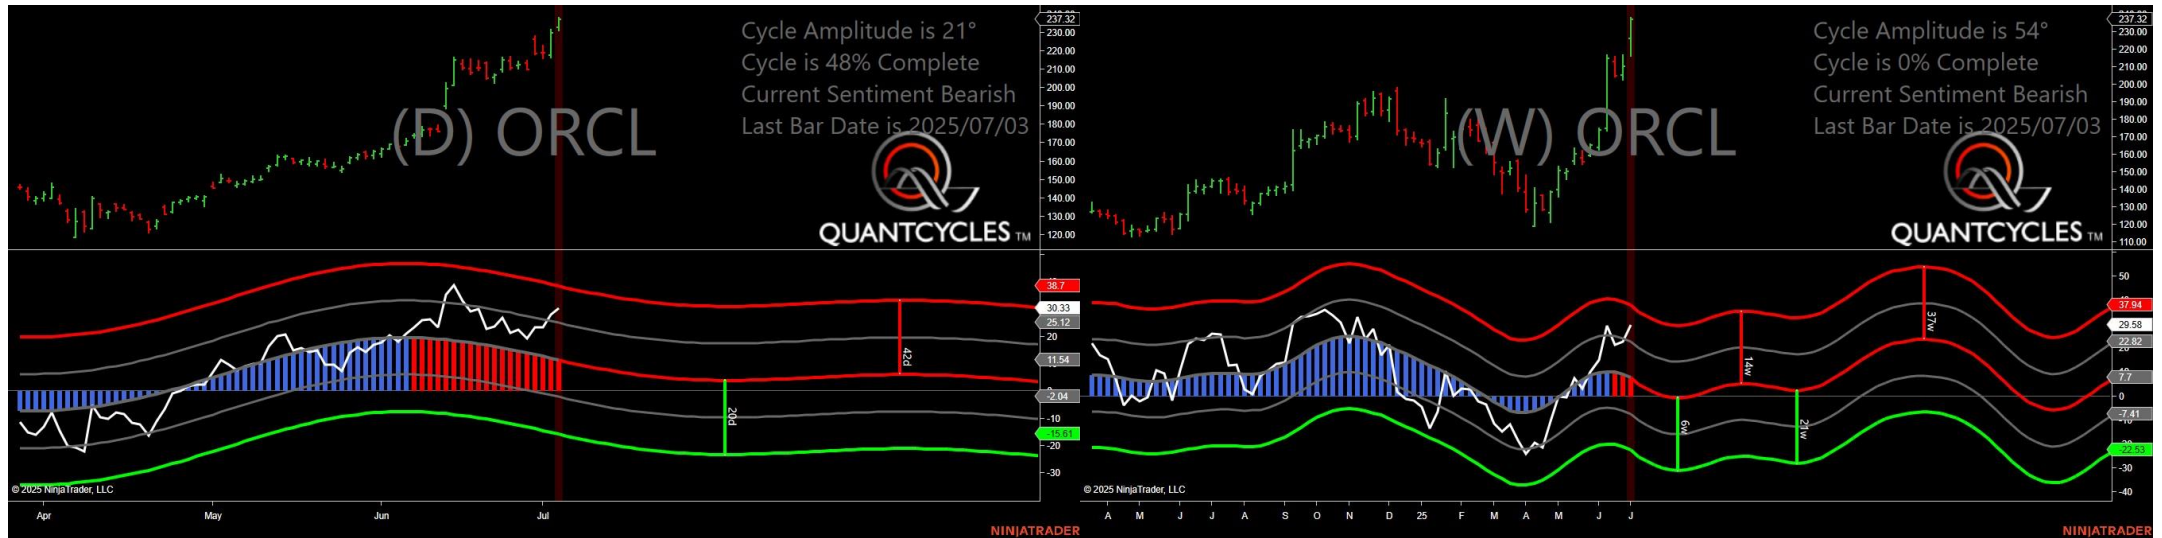 Cycle Amplitude is 21°
Cycle is 48% Complete
Current Sentiment Bearish
Last Bar Date is 2025/07/03
(D) ORCL
QUANTCYCLES TM
237.32
230.00
220.00
210.00
200.00
190.00
180.00
170.00
160.00
150.00
140.00
130.00
120.00
38.7
30.33
25.12
20
11.54
0
-2.04
-10
-15.61
-20
-30
42d
20d
© 2025 NinjaTrader, LLC
Apr May Jun Jul
NINJATRADER
Cycle Amplitude is 54°
Cycle is 0% Complete
Current Sentiment Bearish
Last Bar Date is 2025/07/03
(W) ORCL
QUANTCYCLES TM
237.32
230.00
220.00
210.00
200.00
190.00
180.00
170.00
160.00
150.00
140.00
130.00
120.00
110.00
50
37.94
29.58
22.82
7.7
0
-7.41
-22.53
-30
-40
14w
37w
6w
21w
© 2025 NinjaTrader, LLC
A M J J A S O N D 25 F M A M J J
NINJATRADER